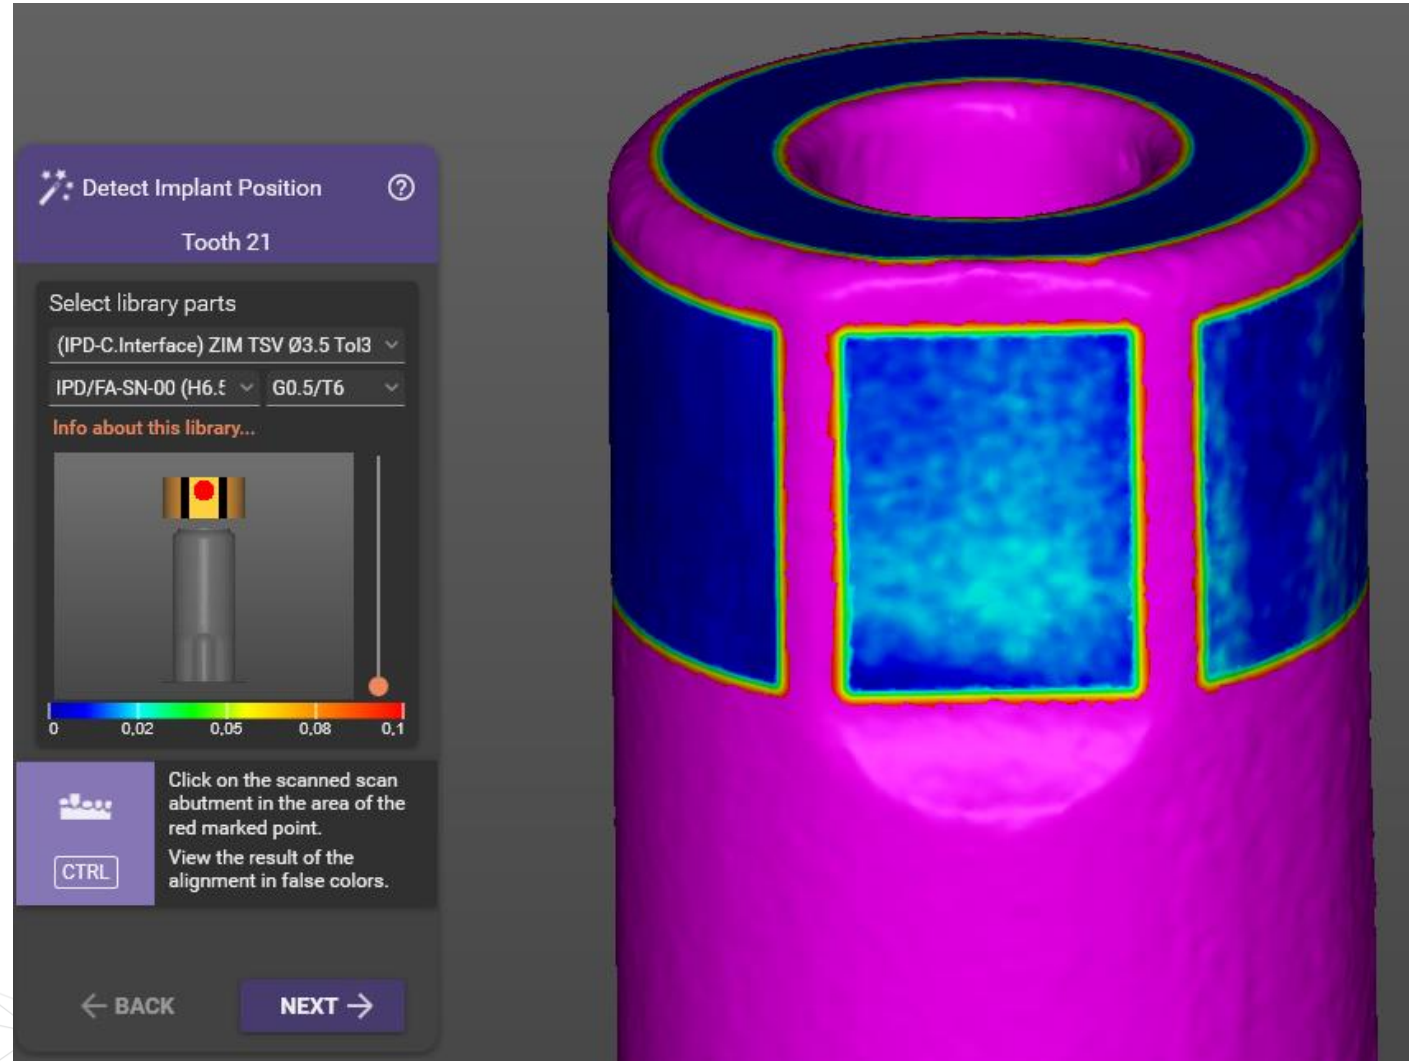 Detect Implant Position
Tooth 21
Select library parts
(IPD-C.Interface) ZIM TSV Ø3.5 Tol3
IPD/FA-SN-00 (H6.5 G0.5/T6
Info about this library...
0 0,02 0,05 0,08 0,1
Click on the scanned scan
abutment in the area of the
red marked point.
View the result of the
CTRL
alignment in false colors.
BACK
NEXT